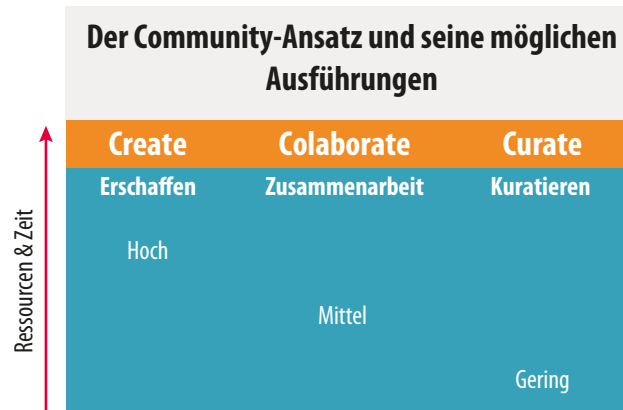 Der Community-Ansatz und seine möglichen
Ausführungen
Create Colaborate Curate
Erschaffen Zusammenarbeit Kuratieren
Hoch
Mittel
Gering
Ressourcen & Zeit